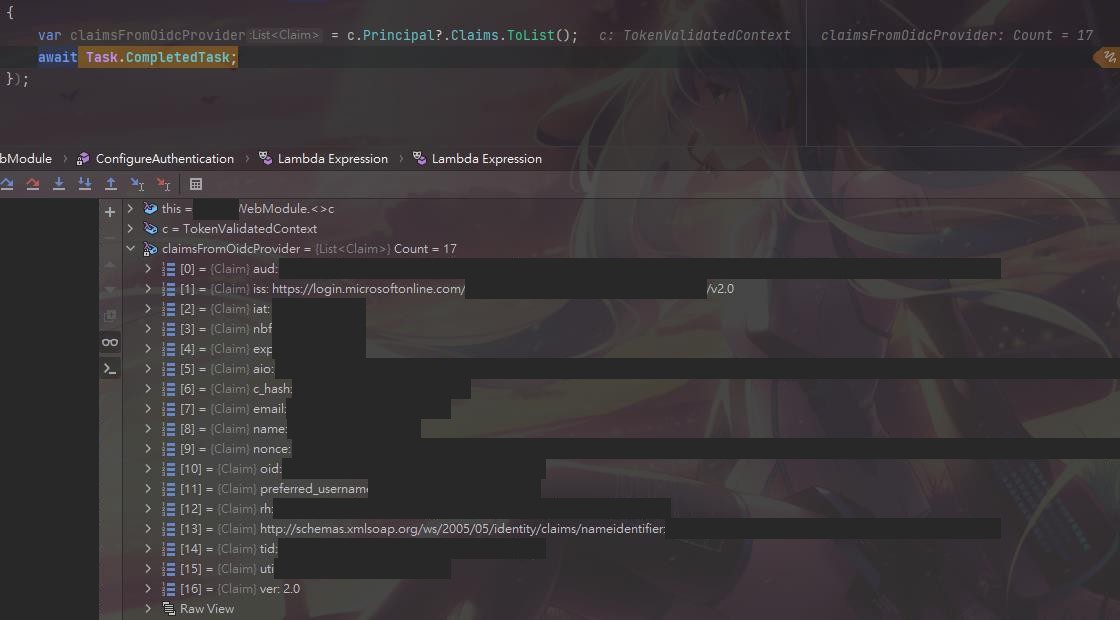 {
var claimsFromOidcProvider :List<Claim> = c.Principal?.Claims.ToList(); c: TokenValidatedContext claimsFromOidcProvider: Count = 17
await Task.CompletedTask;
});
bModule > ConfigureAuthentication > Lambda Expression > Lambda Expression
this = WebModule.<>c
c = TokenValidatedContext
claimsFromOidcProvider = {List<Claim>} Count = 17
[0] = {Claim} aud:
[1] = {Claim} iss: https://login.microsoftonline.com/ /v2.0
[2] = {Claim} iat:
[3] = {Claim} nbf
[4] = {Claim} exp
[5] = {Claim} aio:
[6] = {Claim} c_hash:
[7] = {Claim} email:
[8] = {Claim} name:
[9] = {Claim} nonce:
[10] = {Claim} oid:
[11] = {Claim} preferred_username
[12] = {Claim} rh:
[13] = {Claim} http://schemas.xmlsoap.org/ws/2005/05/identity/claims/nameidentifier:
[14] = {Claim} tid:
[15] = {Claim} uti
[16] = {Claim} ver: 2.0
Raw View